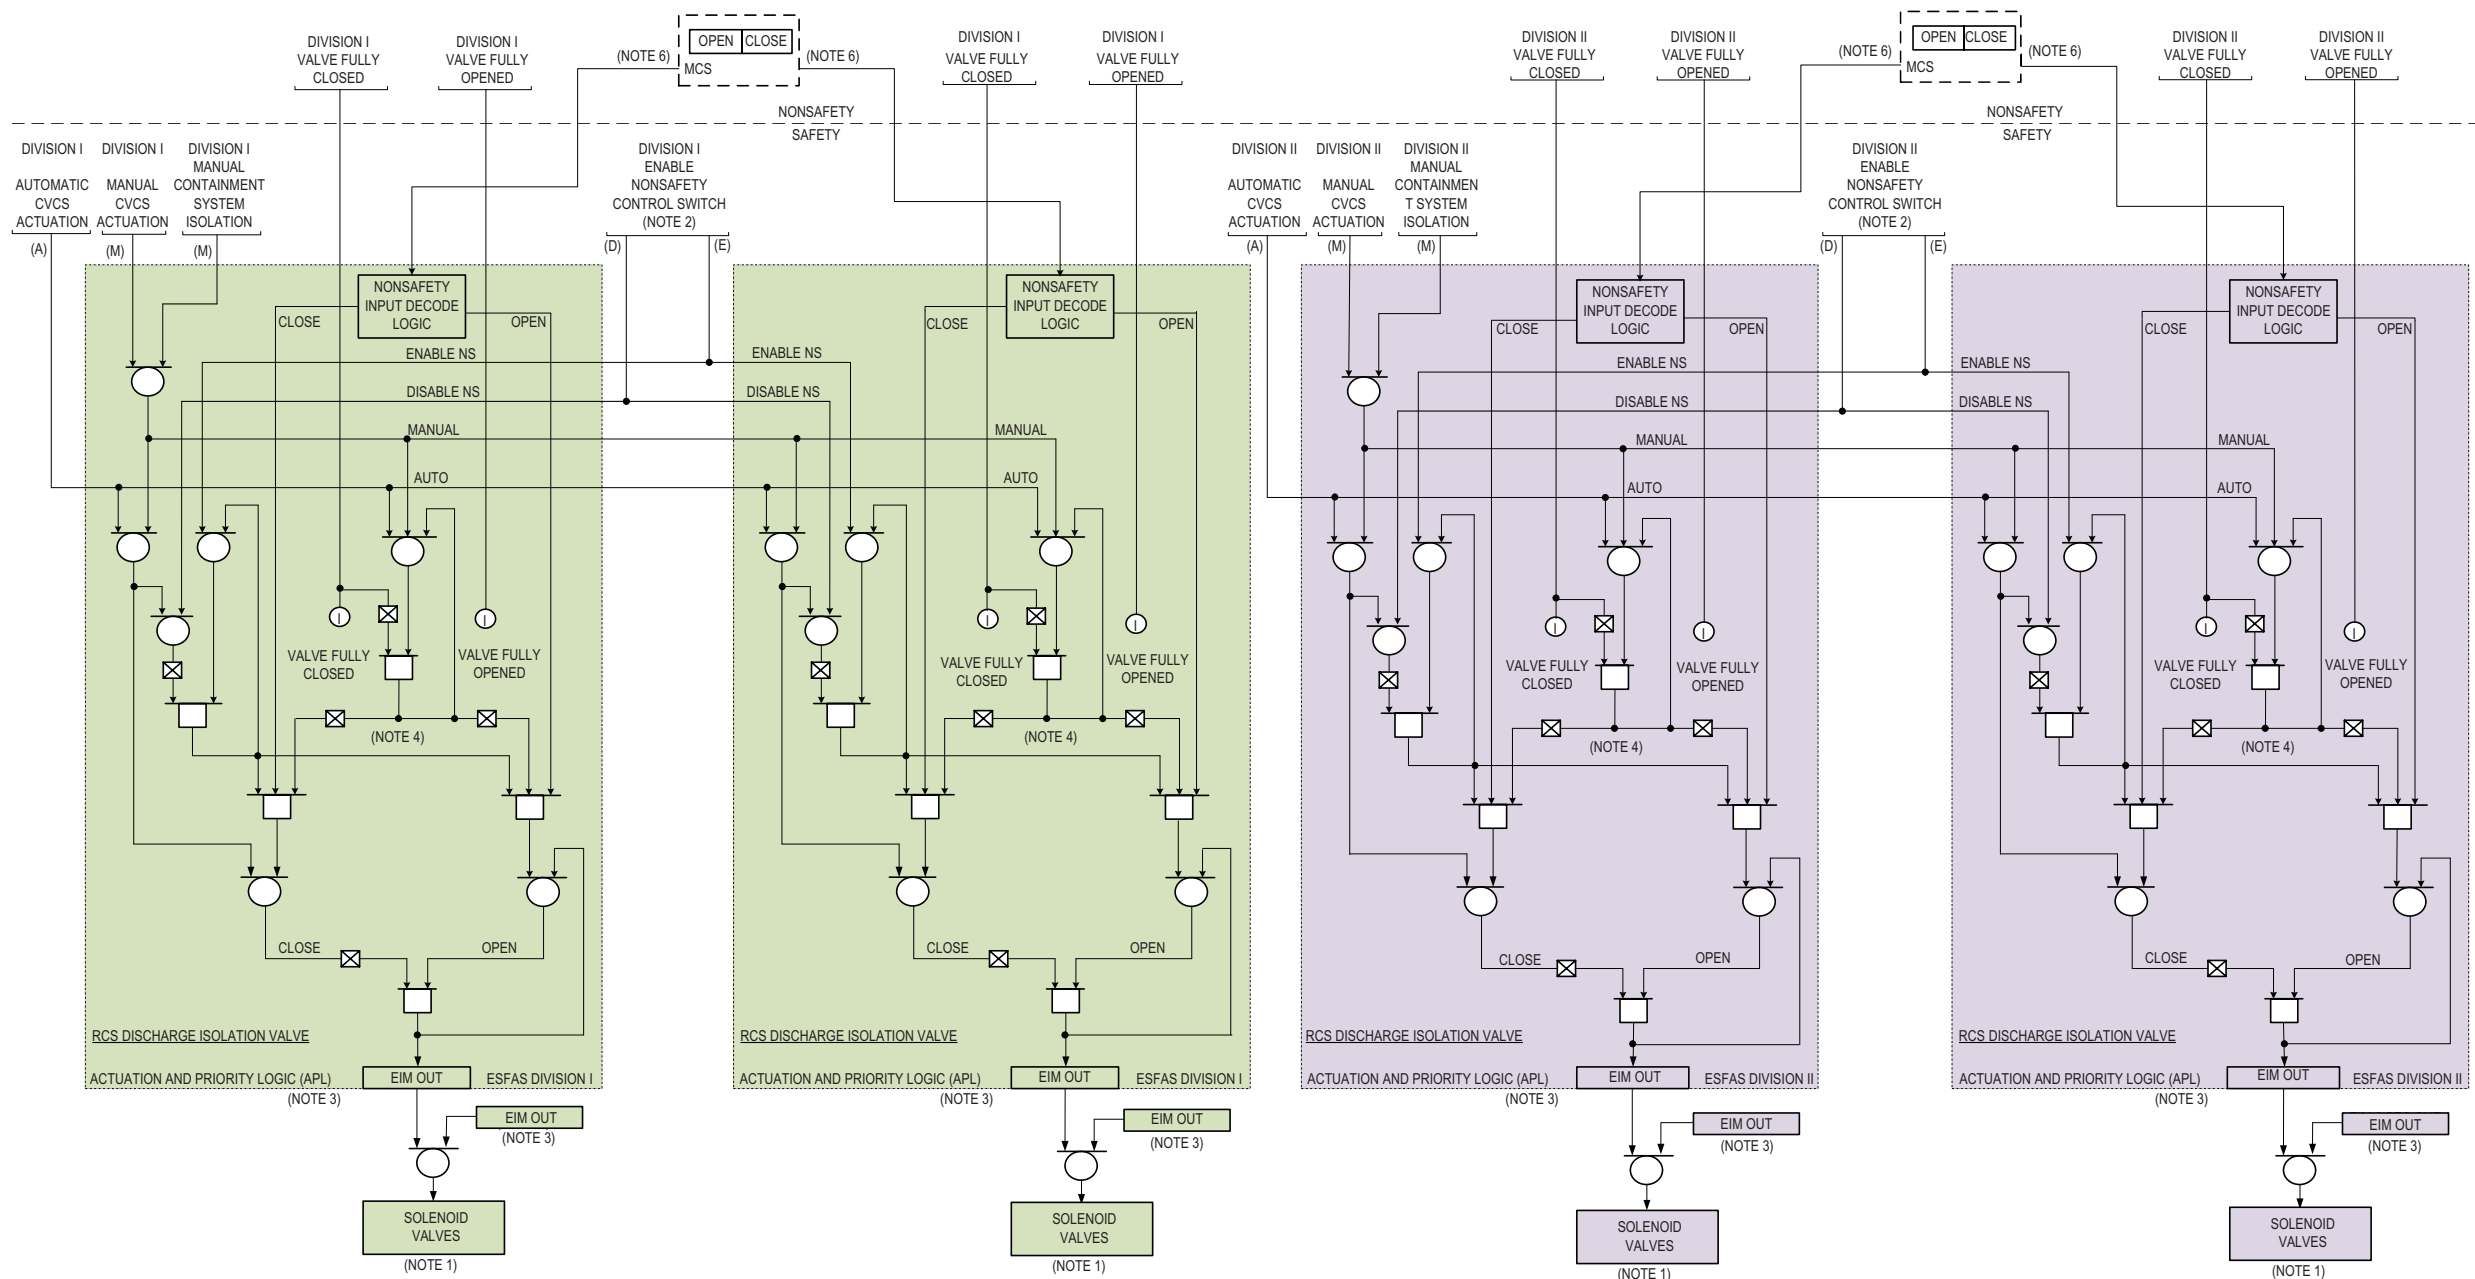 DIVISION I
VALVE FULLY
CLOSED
DIVISION I
VALVE FULLY
OPENED
(NOTE 6)
OPEN CLOSE
MCS
(NOTE 6)
DIVISION I
VALVE FULLY
CLOSED
DIVISION I
VALVE FULLY
OPENED
DIVISION II
VALVE FULLY
CLOSED
DIVISION II
VALVE FULLY
OPENED
(NOTE 6)
OPEN CLOSE
MCS
(NOTE 6)
DIVISION II
VALVE FULLY
CLOSED
DIVISION II
VALVE FULLY
OPENED
NONSAFETY
SAFETY
NONSAFETY
SAFETY
DIVISION I
AUTOMATIC
CVCS
ACTUATION
(A)
DIVISION I
MANUAL
CVCS
ACTUATION
(M)
DIVISION I
MANUAL
CONTAINMENT
SYSTEM
ISOLATION
(M)
DIVISION I
ENABLE
NONSAFETY
CONTROL SWITCH
(NOTE 2)
(D)
(E)
DIVISION II
AUTOMATIC
CVCS
ACTUATION
(A)
DIVISION II
MANUAL
CVCS
ACTUATION
(M)
DIVISION II
MANUAL
CONTAINMEN
T SYSTEM
ISOLATION
(M)
DIVISION II
ENABLE
NONSAFETY
CONTROL SWITCH
(NOTE 2)
(D)
(E)
NONSAFETY
INPUT DECODE
LOGIC
CLOSE
OPEN
ENABLE NS
DISABLE NS
MANUAL
AUTO
I
I
VALVE FULLY
CLOSED
VALVE FULLY
OPENED
(NOTE 4)
CLOSE
OPEN
RCS DISCHARGE ISOLATION VALVE
ACTUATION AND PRIORITY LOGIC (APL)
EIM OUT
ESFAS DIVISION I
(NOTE 3)
EIM OUT
(NOTE 3)
SOLENOID
VALVES
(NOTE 1)
NONSAFETY
INPUT DECODE
LOGIC
CLOSE
OPEN
ENABLE NS
DISABLE NS
MANUAL
AUTO
I
I
VALVE FULLY
CLOSED
VALVE FULLY
OPENED
(NOTE 4)
CLOSE
OPEN
RCS DISCHARGE ISOLATION VALVE
ACTUATION AND PRIORITY LOGIC (APL)
EIM OUT
ESFAS DIVISION I
(NOTE 3)
EIM OUT
(NOTE 3)
SOLENOID
VALVES
(NOTE 1)
NONSAFETY
INPUT DECODE
LOGIC
CLOSE
OPEN
ENABLE NS
DISABLE NS
MANUAL
AUTO
I
I
VALVE FULLY
CLOSED
VALVE FULLY
OPENED
(NOTE 4)
CLOSE
OPEN
RCS DISCHARGE ISOLATION VALVE
ACTUATION AND PRIORITY LOGIC (APL)
EIM OUT
ESFAS DIVISION II
(NOTE 3)
EIM OUT
(NOTE 3)
SOLENOID
VALVES
(NOTE 1)
NONSAFETY
INPUT DECODE
LOGIC
CLOSE
OPEN
ENABLE NS
DISABLE NS
MANUAL
AUTO
I
I
VALVE FULLY
CLOSED
VALVE FULLY
OPENED
(NOTE 4)
CLOSE
OPEN
RCS DISCHARGE ISOLATION VALVE
ACTUATION AND PRIORITY LOGIC (APL)
EIM OUT
ESFAS DIVISION II
(NOTE 3)
EIM OUT
(NOTE 3)
SOLENOID
VALVES
(NOTE 1)